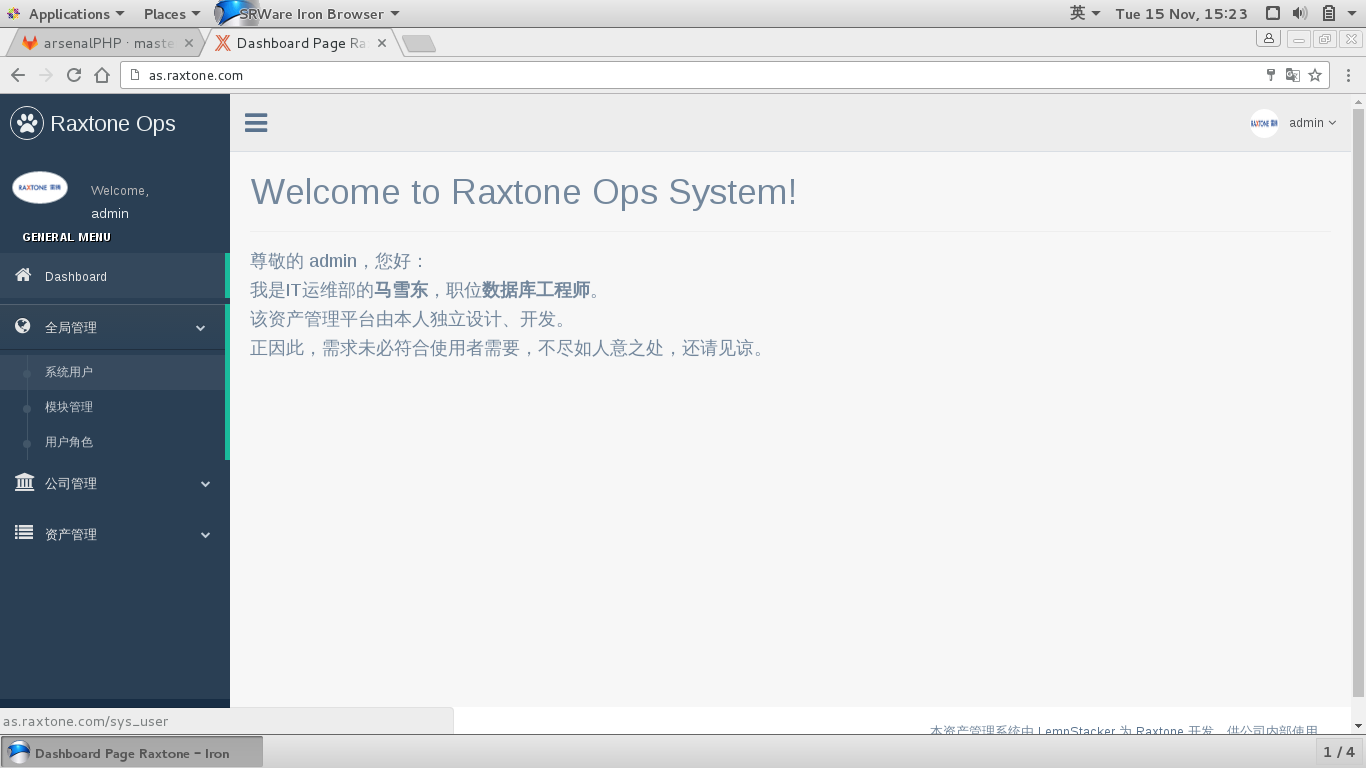 Applications Places SRWare Iron Browser 英 Tue 15 Nov, 15:23
arsenalPHP · maste Dashboard Page Ra
as.raxtone.com
Raxtone Ops
admin
RAXTONE
Welcome,
admin
GENERAL MENU
Dashboard
全局管理
系统用户
模块管理
用户角色
公司管理
资产管理
Welcome to Raxtone Ops System!
尊敬的 admin，您好：
我是IT运维部的马雪东，职位数据库工程师。
该资产管理平台由本人独立设计、开发。
正因此，需求未必符合使用者需要，不尽如人意之处，还请见谅。
本资产管理系统由 LempStacker 为 Raxtone 开发，供公司内部使用
as.raxtone.com/sys_user
Dashboard Page Raxtone - Iron 1 / 4